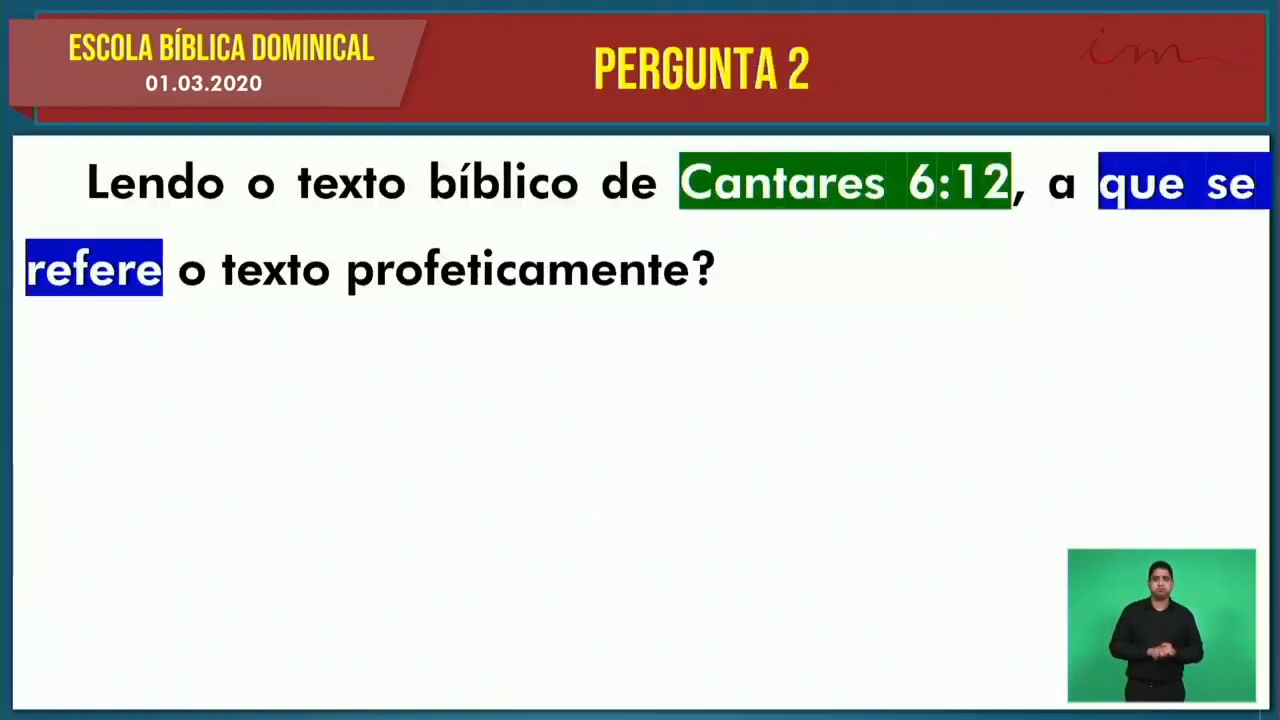 ESCOLA BÍBLICA DOMINICAL
01.03.2020
PERGUNTA 2
im
Lendo o texto bíblico de Cantares 6:12, a que se
refere o texto profeticamente?